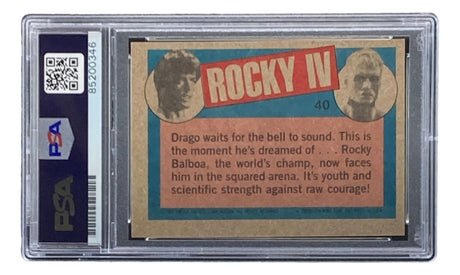 85200346
PSA
PSA
ROCKY IV
40
Drago waits for the bell to sound. This is
the moment he's dreamed of . . . Rocky
Balboa, the world's champ, now faces
him in the squared arena. It's youth and
scientific strength against raw courage!